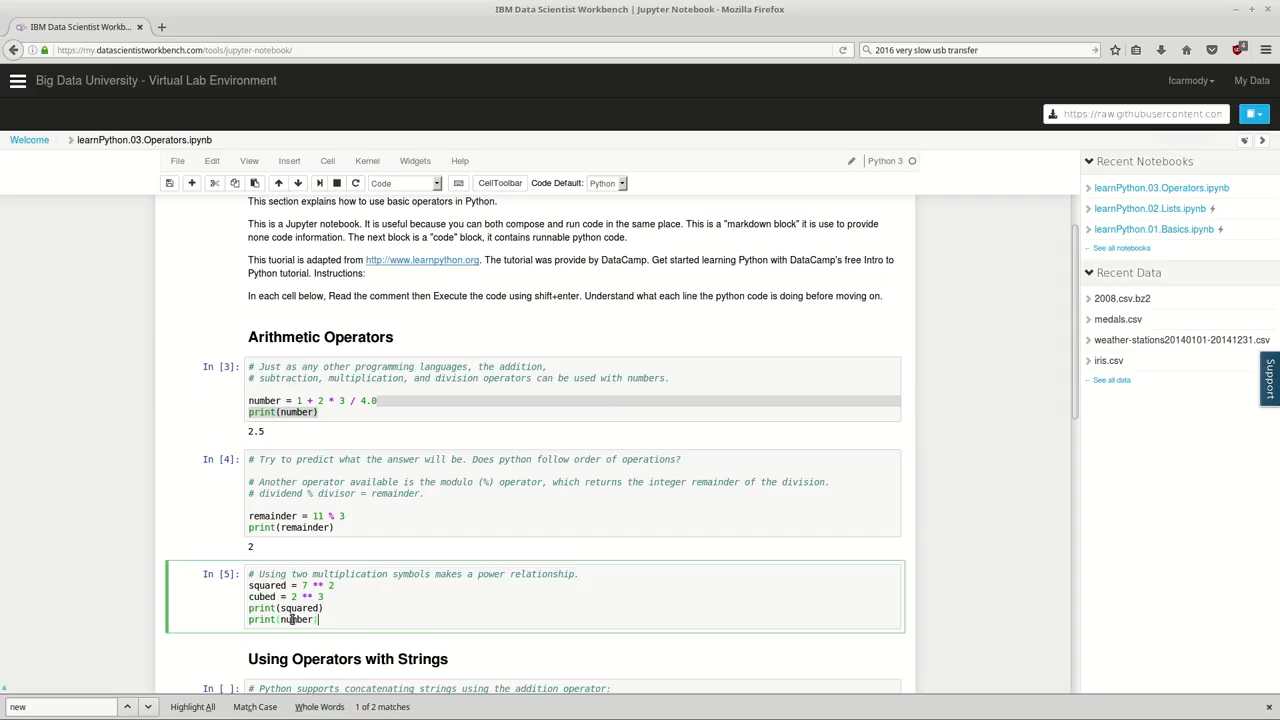 IBM Data Scientist Workbench | Jupyter Notebook - Mozilla Firefox
IBM Data Scientist Workb...
https://my.datascientistworkbench.com/tools/jupyter-notebook/
2016 very slow usb transfer
4
Big Data University - Virtual Lab Environment
fcarmody
My Data
https://raw.githubusercontent.com
Welcome
learnPython.03.Operators.ipynb
File Edit View Insert Cell Kernel Widgets Help
Python 3
Code
CellToolbar
Code Default:
Python
This section explains how to use basic operators in Python.
This is a Jupyter notebook. It is useful because you can both compose and run code in the same place. This is a "markdown block" it is use to provide
none code information. The next block is a "code" block, it contains runnable python code.
This tuorial is adapted from http://www.learnpython.org. The tutorial was provide by DataCamp. Get started learning Python with DataCamp's free Intro to
Python tutorial. Instructions:
In each cell below, Read the comment then Execute the code using shift+enter. Understand what each line the python code is doing before moving on.
Arithmetic Operators
In [3]:
# Just as any other programming languages, the addition,
# subtraction, multiplication, and division operators can be used with numbers.
number = 1 + 2 * 3 / 4.0
print(number)
2.5
In [4]:
# Try to predict what the answer will be. Does python follow order of operations?
# Another operator available is the modulo (%) operator, which returns the integer remainder of the division.
# dividend % divisor = remainder.
remainder = 11 % 3
print(remainder)
2
In [5]:
# Using two multiplication symbols makes a power relationship.
squared = 7 ** 2
cubed = 2 ** 3
print(squared)
print(number)
Using Operators with Strings
In [ ]:
# Python supports concatenating strings using the addition operator:
Recent Notebooks
learnPython.03.Operators.ipynb
learnPython.02.Lists.ipynb
learnPython.01.Basics.ipynb
See all notebooks
Recent Data
2008.csv.bz2
medals.csv
weather-stations20140101-20141231.csv
iris.csv
See all data
Support
new
Highlight All
Match Case
Whole Words
1 of 2 matches